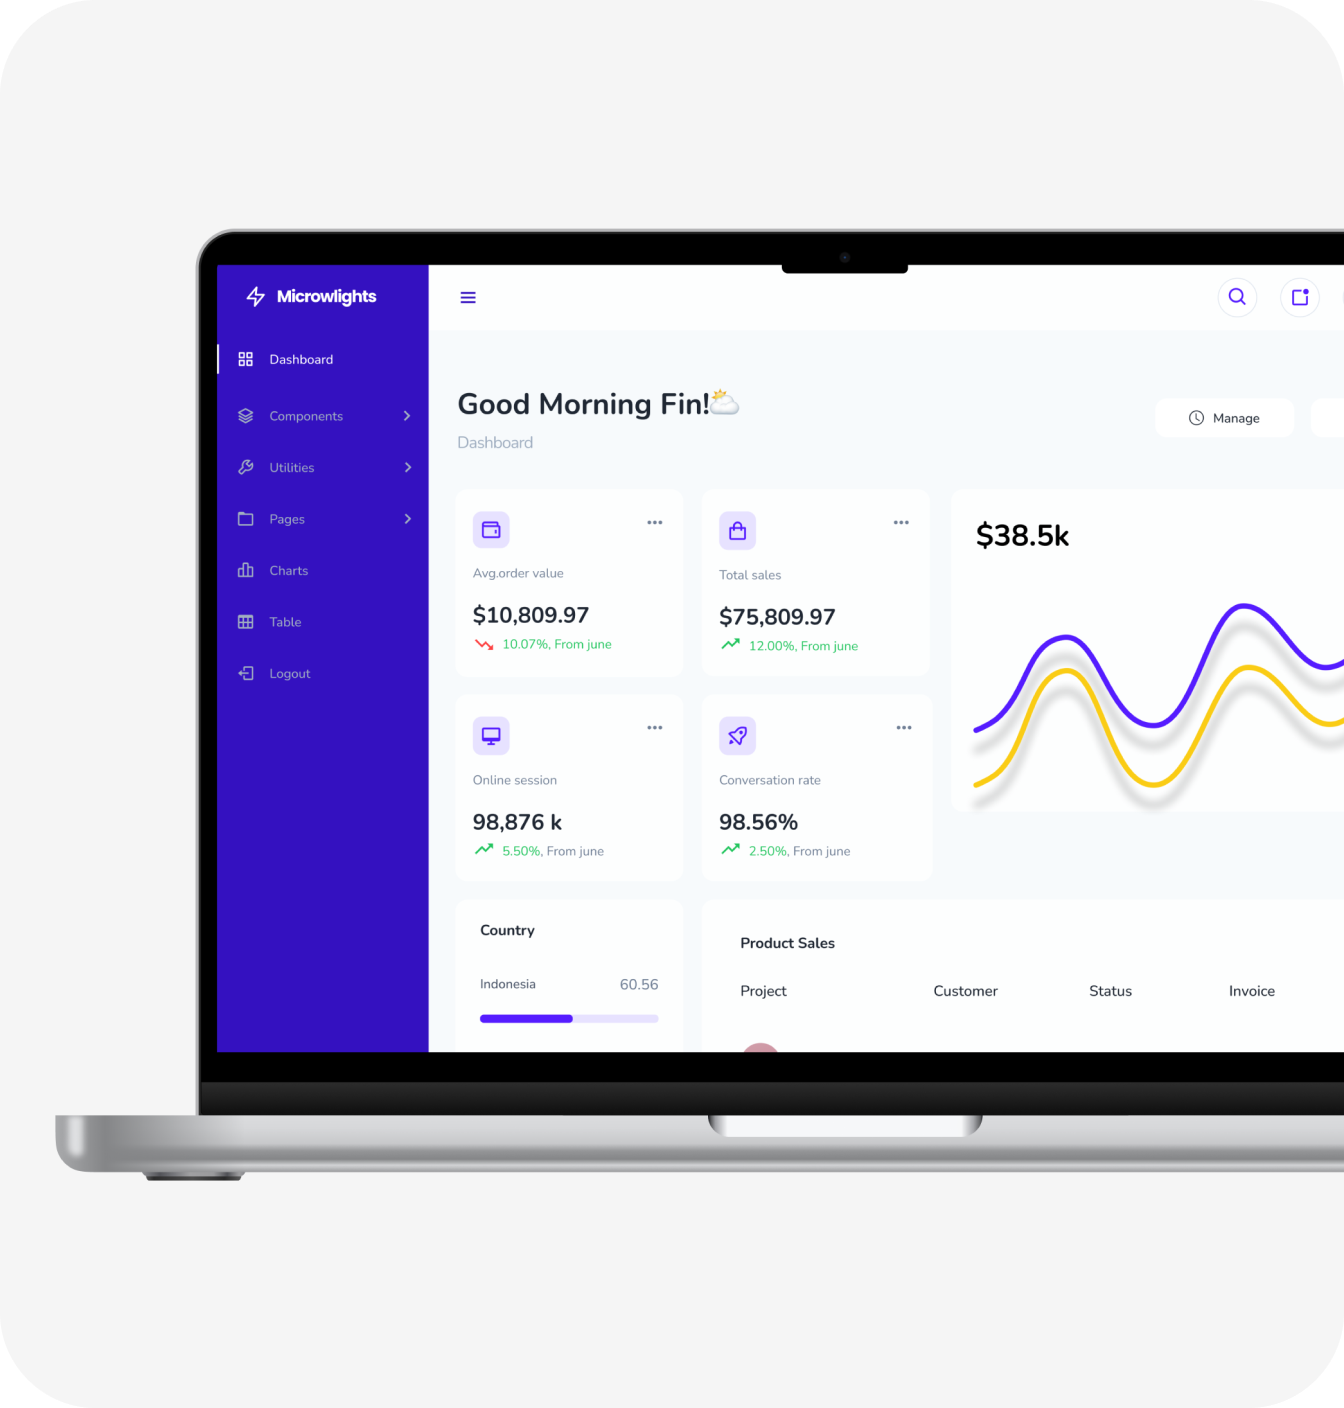 Microwlights
Dashboard
Components
Utilities
Pages
Charts
Table
Logout
Good Morning Fin!
Dashboard
Manage
Avg.order value
$10,809.97
10.07%, From june
Total sales
$75,809.97
12.00%, From june
$38.5k
Online session
98,876 k
5.50%, From june
Conversation rate
98.56%
2.50%, From june
Country
Indonesia 60.56
Product Sales
Project Customer Status Invoice